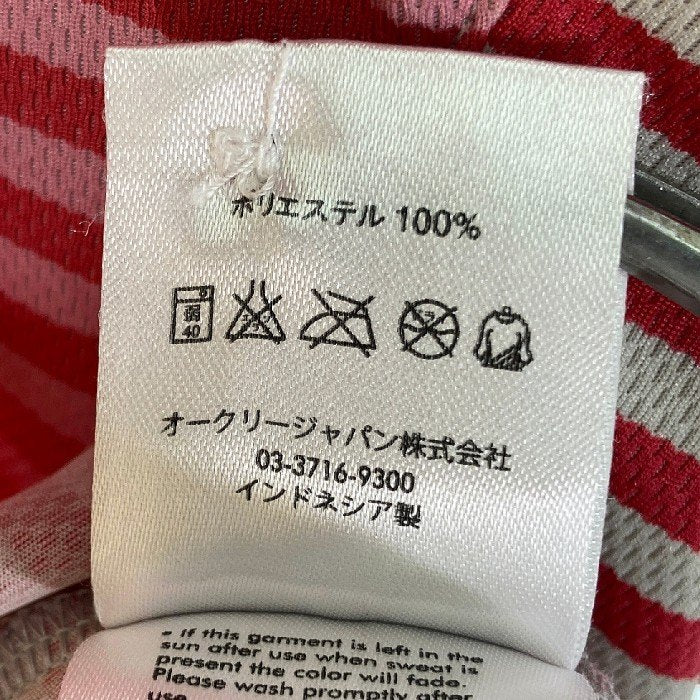 ポリエステル 100%
弱
40
オークリージャパン株式会社
03-3716-9300
インドネシア製
• If this garment is left in the
sun after use when sweat is
present the color will fade.
Please wash promptly after
use